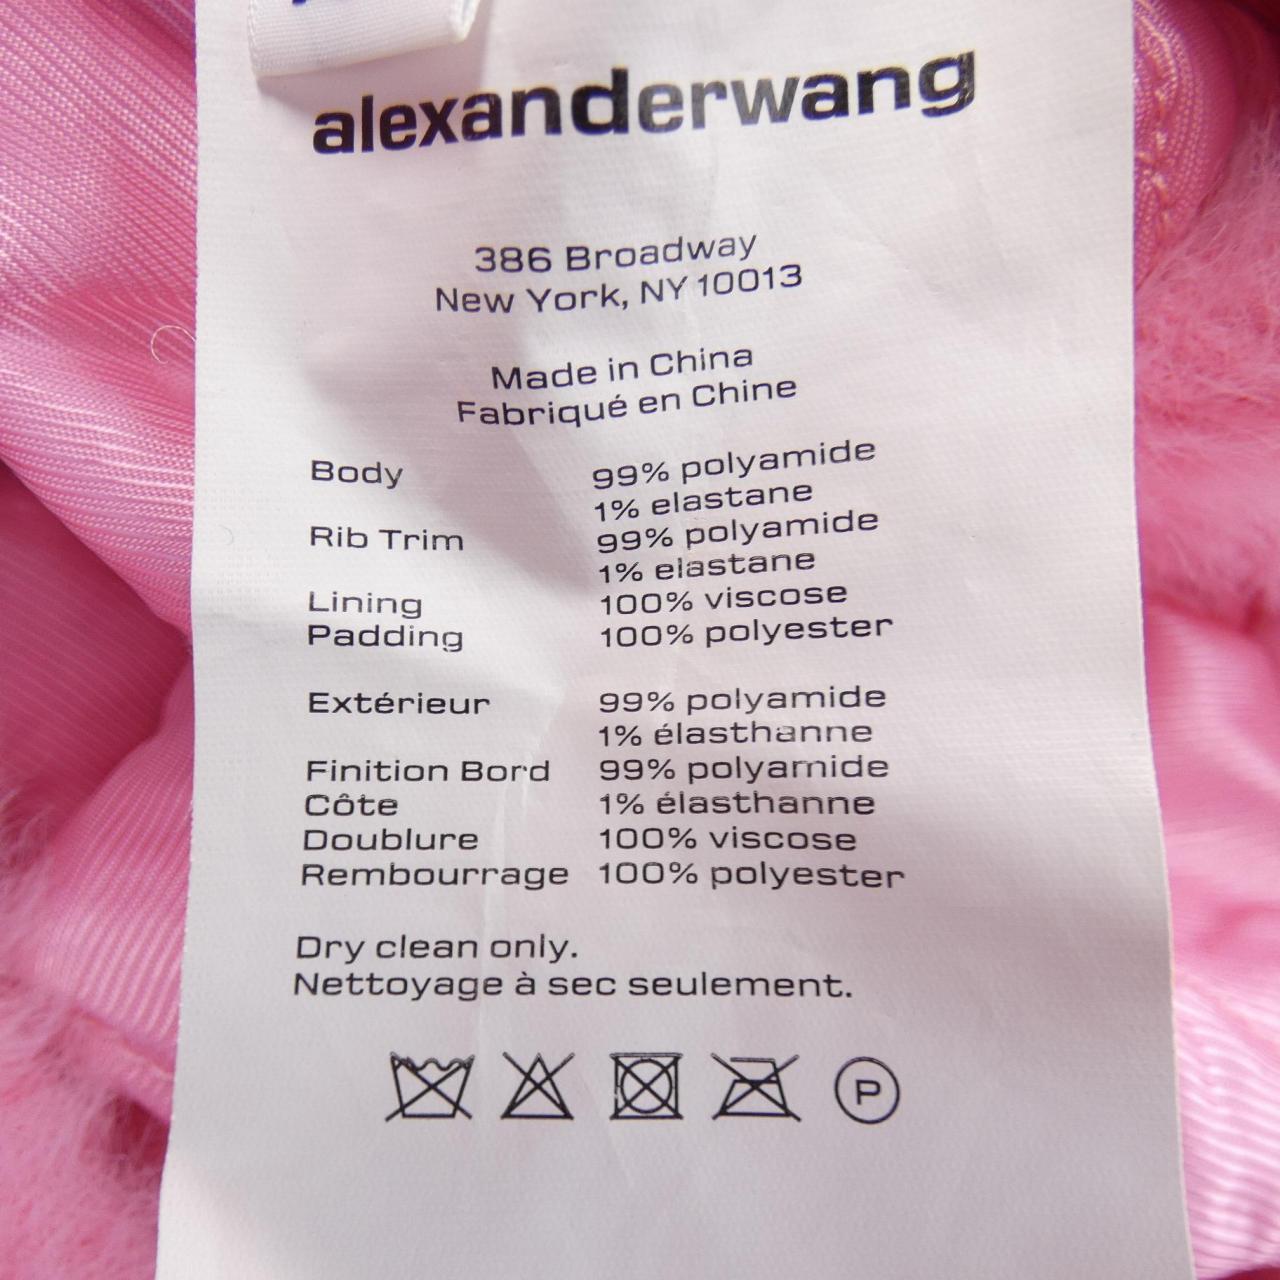 alexanderwang
386 Broadway
New York, NY 10013
Made in China
Fabriqué en Chine
Body 99% polyamide
1% elastane
Rib Trim 99% polyamide
1% elastane
Lining 100% viscose
Padding 100% polyester
Extérieur 99% polyamide
1% élasthanne
Finition Bord 99% polyamide
Côte 1% élasthanne
Doublure 100% viscose
Rembourrage 100% polyester
Dry clean only.
Nettoyage à sec seulement.
P